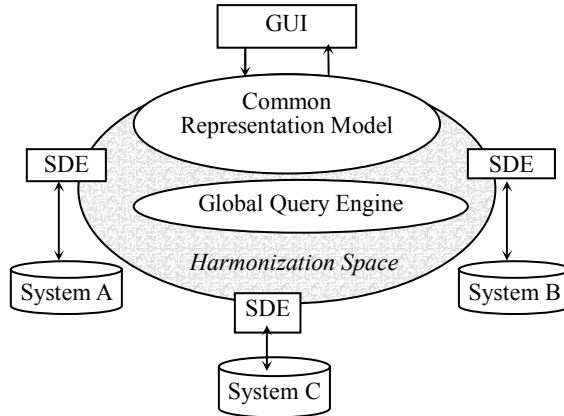 GUI
Common
Representation Model
SDE
SDE
Global Query Engine
Harmonization Space
System A
SDE
System B
System C